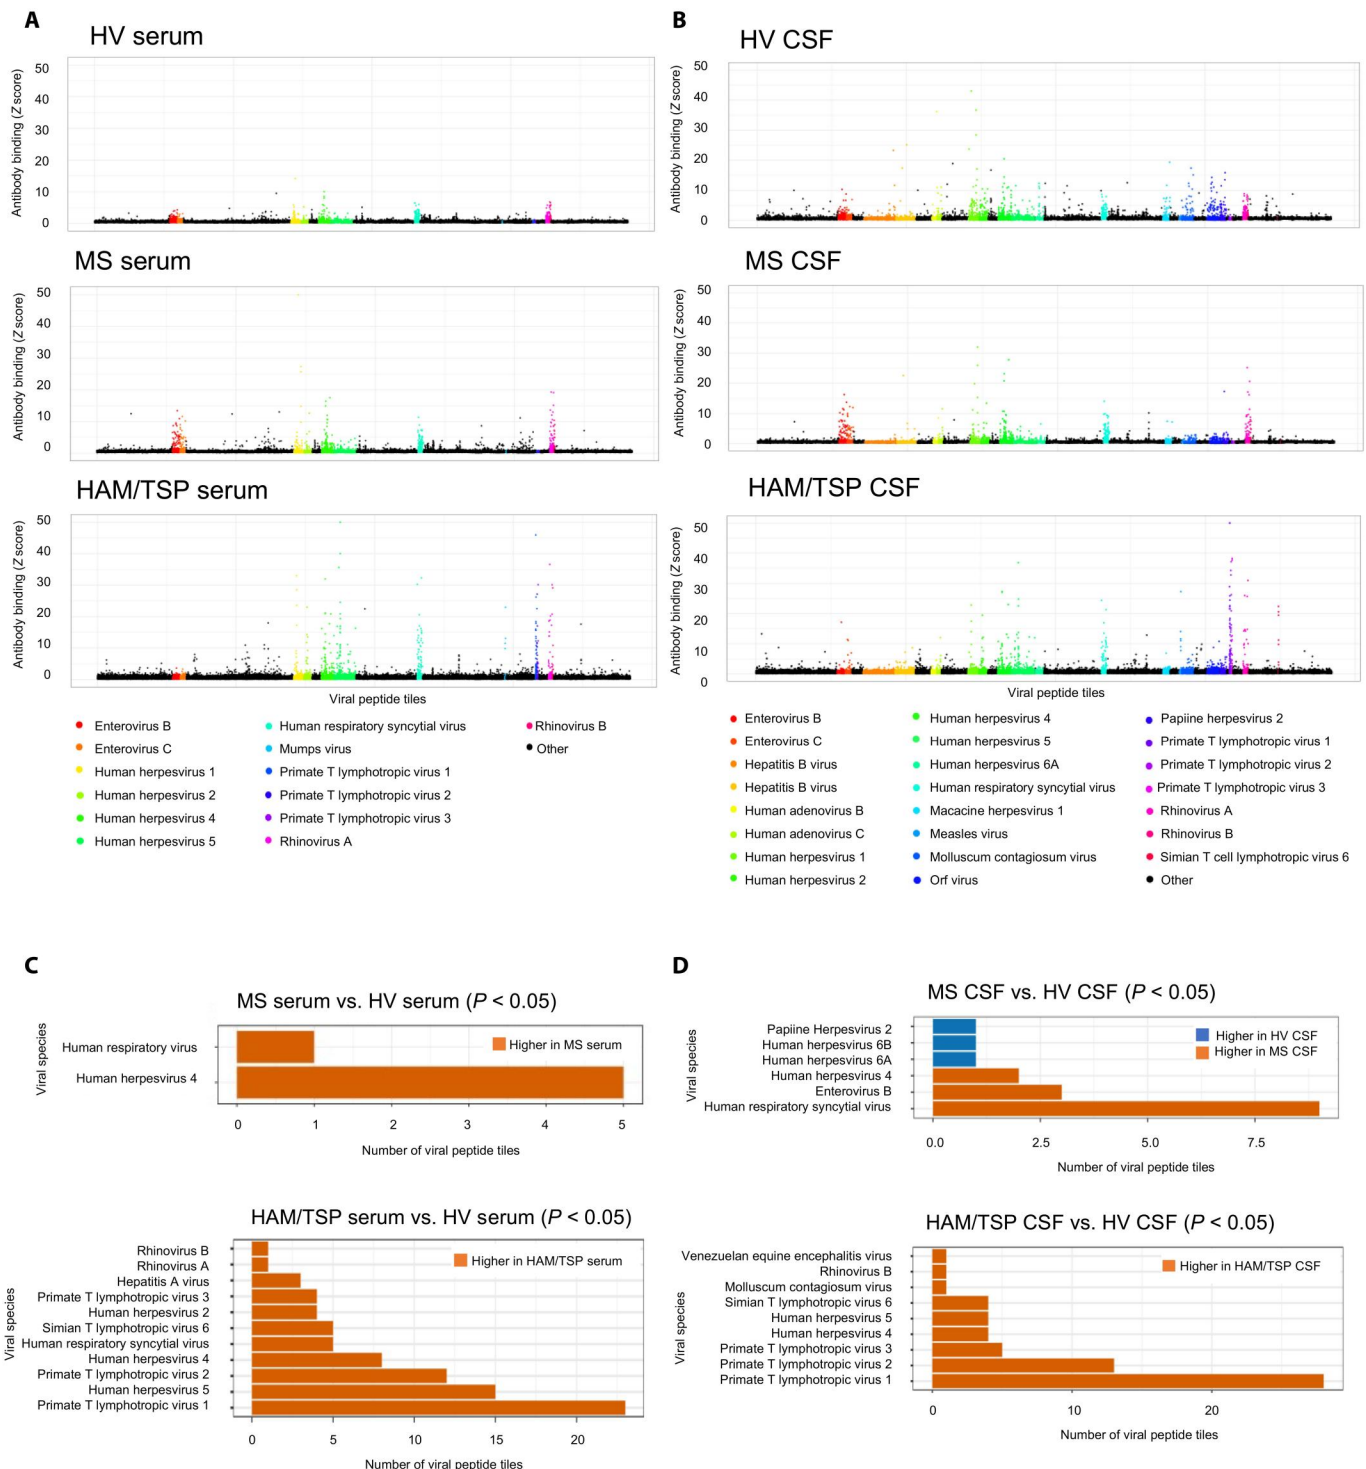 A
HV serum
Antibody binding (Z score)
50
40
30
20
10
0
MS serum
Antibody binding (Z score)
50
40
30
20
10
0
HAM/TSP serum
Antibody binding (Z score)
50
40
30
20
10
0
Viral peptide tiles
Enterovirus B
Enterovirus C
Human herpesvirus 1
Human herpesvirus 2
Human herpesvirus 4
Human herpesvirus 5
Human respiratory syncytial virus
Mumps virus
Primate T lymphotropic virus 1
Primate T lymphotropic virus 2
Primate T lymphotropic virus 3
Rhinovirus A
Rhinovirus B
Other
B
HV CSF
Antibody binding (Z score)
50
40
30
20
10
0
MS CSF
Antibody binding (Z score)
50
40
30
20
10
0
HAM/TSP CSF
Antibody binding (Z score)
50
40
30
20
10
0
Viral peptide tiles
Enterovirus B
Enterovirus C
Hepatitis B virus
Hepatitis B virus
Human adenovirus B
Human adenovirus C
Human herpesvirus 1
Human herpesvirus 2
Human herpesvirus 4
Human herpesvirus 5
Human herpesvirus 6A
Human respiratory syncytial virus
Macacine herpesvirus 1
Measles virus
Molluscum contagiosum virus
Orf virus
Papiine herpesvirus 2
Primate T lymphotropic virus 1
Primate T lymphotropic virus 2
Primate T lymphotropic virus 3
Rhinovirus A
Rhinovirus B
Simian T cell lymphotropic virus 6
Other
C
MS serum vs. HV serum (P < 0.05)
Viral species
Human respiratory virus
Human herpesvirus 4
Higher in MS serum
0 1 2 3 4 5
Number of viral peptide tiles
HAM/TSP serum vs. HV serum (P < 0.05)
Viral species
Rhinovirus B
Rhinovirus A
Hepatitis A virus
Primate T lymphotropic virus 3
Human herpesvirus 2
Simian T lymphotropic virus 6
Human respiratory syncytial virus
Human herpesvirus 4
Primate T lymphotropic virus 2
Human herpesvirus 5
Primate T lymphotropic virus 1
Higher in HAM/TSP serum
0 5 10 15 20
Number of viral peptide tiles
D
MS CSF vs. HV CSF (P < 0.05)
Viral species
Papiine Herpesvirus 2
Human herpesvirus 6B
Human herpesvirus 6A
Human herpesvirus 4
Enterovirus B
Human respiratory syncytial virus
Higher in HV CSF
Higher in MS CSF
0.0 2.5 5.0 7.5
Number of viral peptide tiles
HAM/TSP CSF vs. HV CSF (P < 0.05)
Viral species
Venezuelan equine encephalitis virus
Rhinovirus B
Molluscum contagiosum virus
Simian T lymphotropic virus 6
Human herpesvirus 5
Human herpesvirus 4
Primate T lymphotropic virus 3
Primate T lymphotropic virus 2
Primate T lymphotropic virus 1
Higher in HAM/TSP CSF
0 10 20
Number of viral peptide tiles